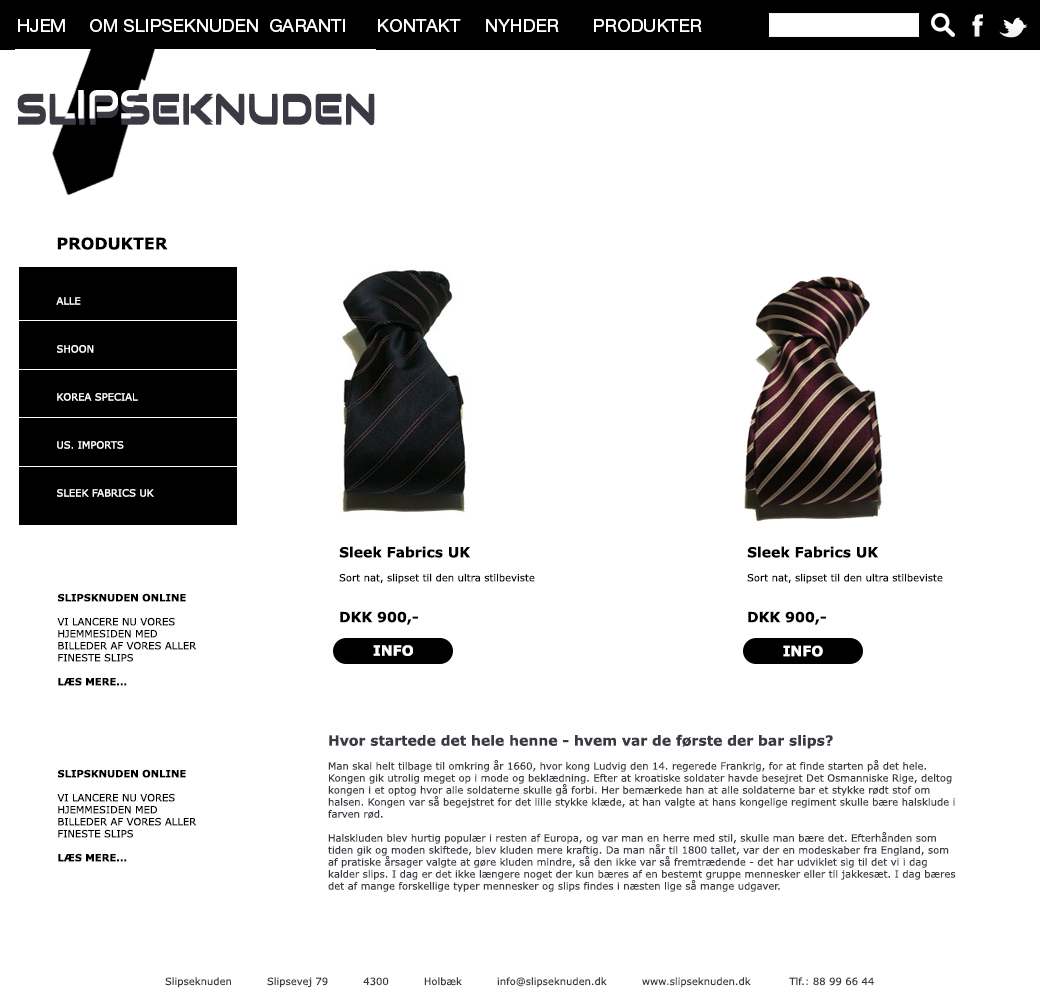 HJEM OM SLIPSEKNUDEN GARANTI KONTAKT NYHDER PRODUKTER
SLIPSEKNUDEN
PRODUKTER
ALLE
SHOON
KOREA SPECIAL
US. IMPORTS
SLEEK FABRICS UK
Sleek Fabrics UK
Sort nat, slipset til den ultra stilbeviste
DKK 900,-
INFO
Sleek Fabrics UK
Sort nat, slipset til den ultra stilbeviste
DKK 900,-
INFO
SLIPSKNUDEN ONLINE
VI LANCERE NU VORES
HJEMMESIDEN MED
BILLEDER AF VORES ALLER
FINESTE SLIPS
LÆS MERE...
SLIPSKNUDEN ONLINE
VI LANCERE NU VORES
HJEMMESIDEN MED
BILLEDER AF VORES ALLER
FINESTE SLIPS
LÆS MERE...
Hvor startede det hele henne - hvem var de første der bar slips?
Man skal helt tilbage til omkring år 1660, hvor kong Ludvig den 14. regerede Frankrig, for at finde starten på det hele.
Kongen gik utrolig meget op i mode og beklædning. Efter at kroatiske soldater havde besejret Det Osmanniske Rige, deltog
kongen i et optog hvor alle soldaterne skulle gå forbi. Her bemærkede han at alle soldaterne bar et stykke rødt stof om
halsen. Kongen var så begejstret for det lille stykke klæde, at han valgte at hans kongelige regiment skulle bære halsklude i
farven rød.
Halskluden blev hurtig populær i resten af Europa, og var man en herre med stil, skulle man bære det. Efterhånden som
tiden gik og moden skiftede, blev kluden mere kraftig. Da man når til 1800 tallet, var der en modeskaber fra England, som
af pratiske årsager valgte at gøre kluden mindre, så den ikke var så fremtrædende - det har udviklet sig til det vi i dag
kalder slips. I dag er det ikke længere noget der kun bæres af en bestemt gruppe mennesker eller til jakkesæt. I dag bæres
det af mange forskellige typer mennesker og slips findes i næsten lige så mange udgaver.
Slipseknuden Slipsevej 79 4300 Holbæk info@slipseknuden.dk www.slipseknuden.dk Tlf.: 88 99 66 44